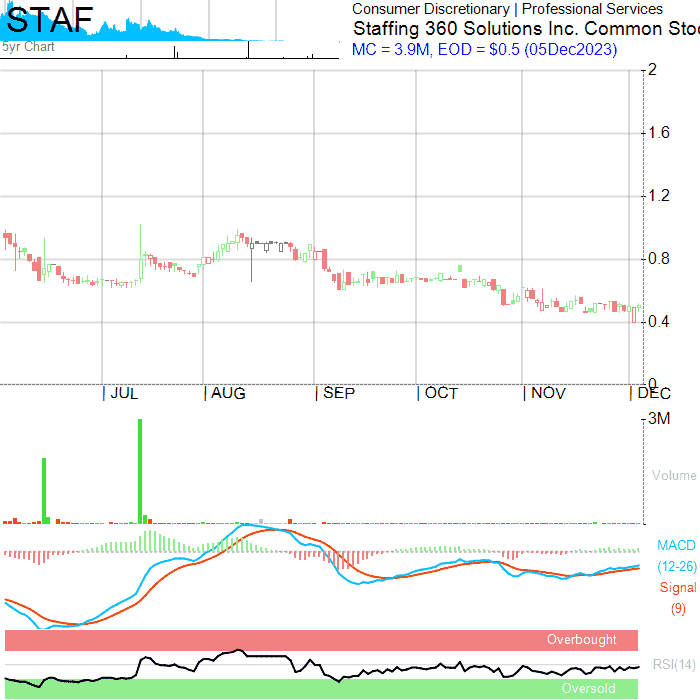 STAF
5yr Chart
Consumer Discretionary | Professional Services
Staffing 360 Solutions Inc. Common Stoc
MC = 3.9M, EOD = $0.5 (05Dec2023)
2
1.6
1.2
0.8
0.4
0
JUL AUG SEP OCT NOV DEC
3M
Volume
MACD
(12-26)
Signal
(9)
Overbought
RSI(14)
Oversold